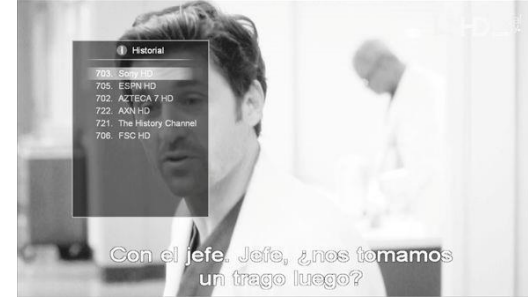 HD
Historial
703. Sony HD
705. ESPN HD
702. AZTECA 7 HD
722. AXN HD
721. The History Channel
706. FSC HD
Con el jefe. Jefe, ¿nos tomamos
un trago luego?